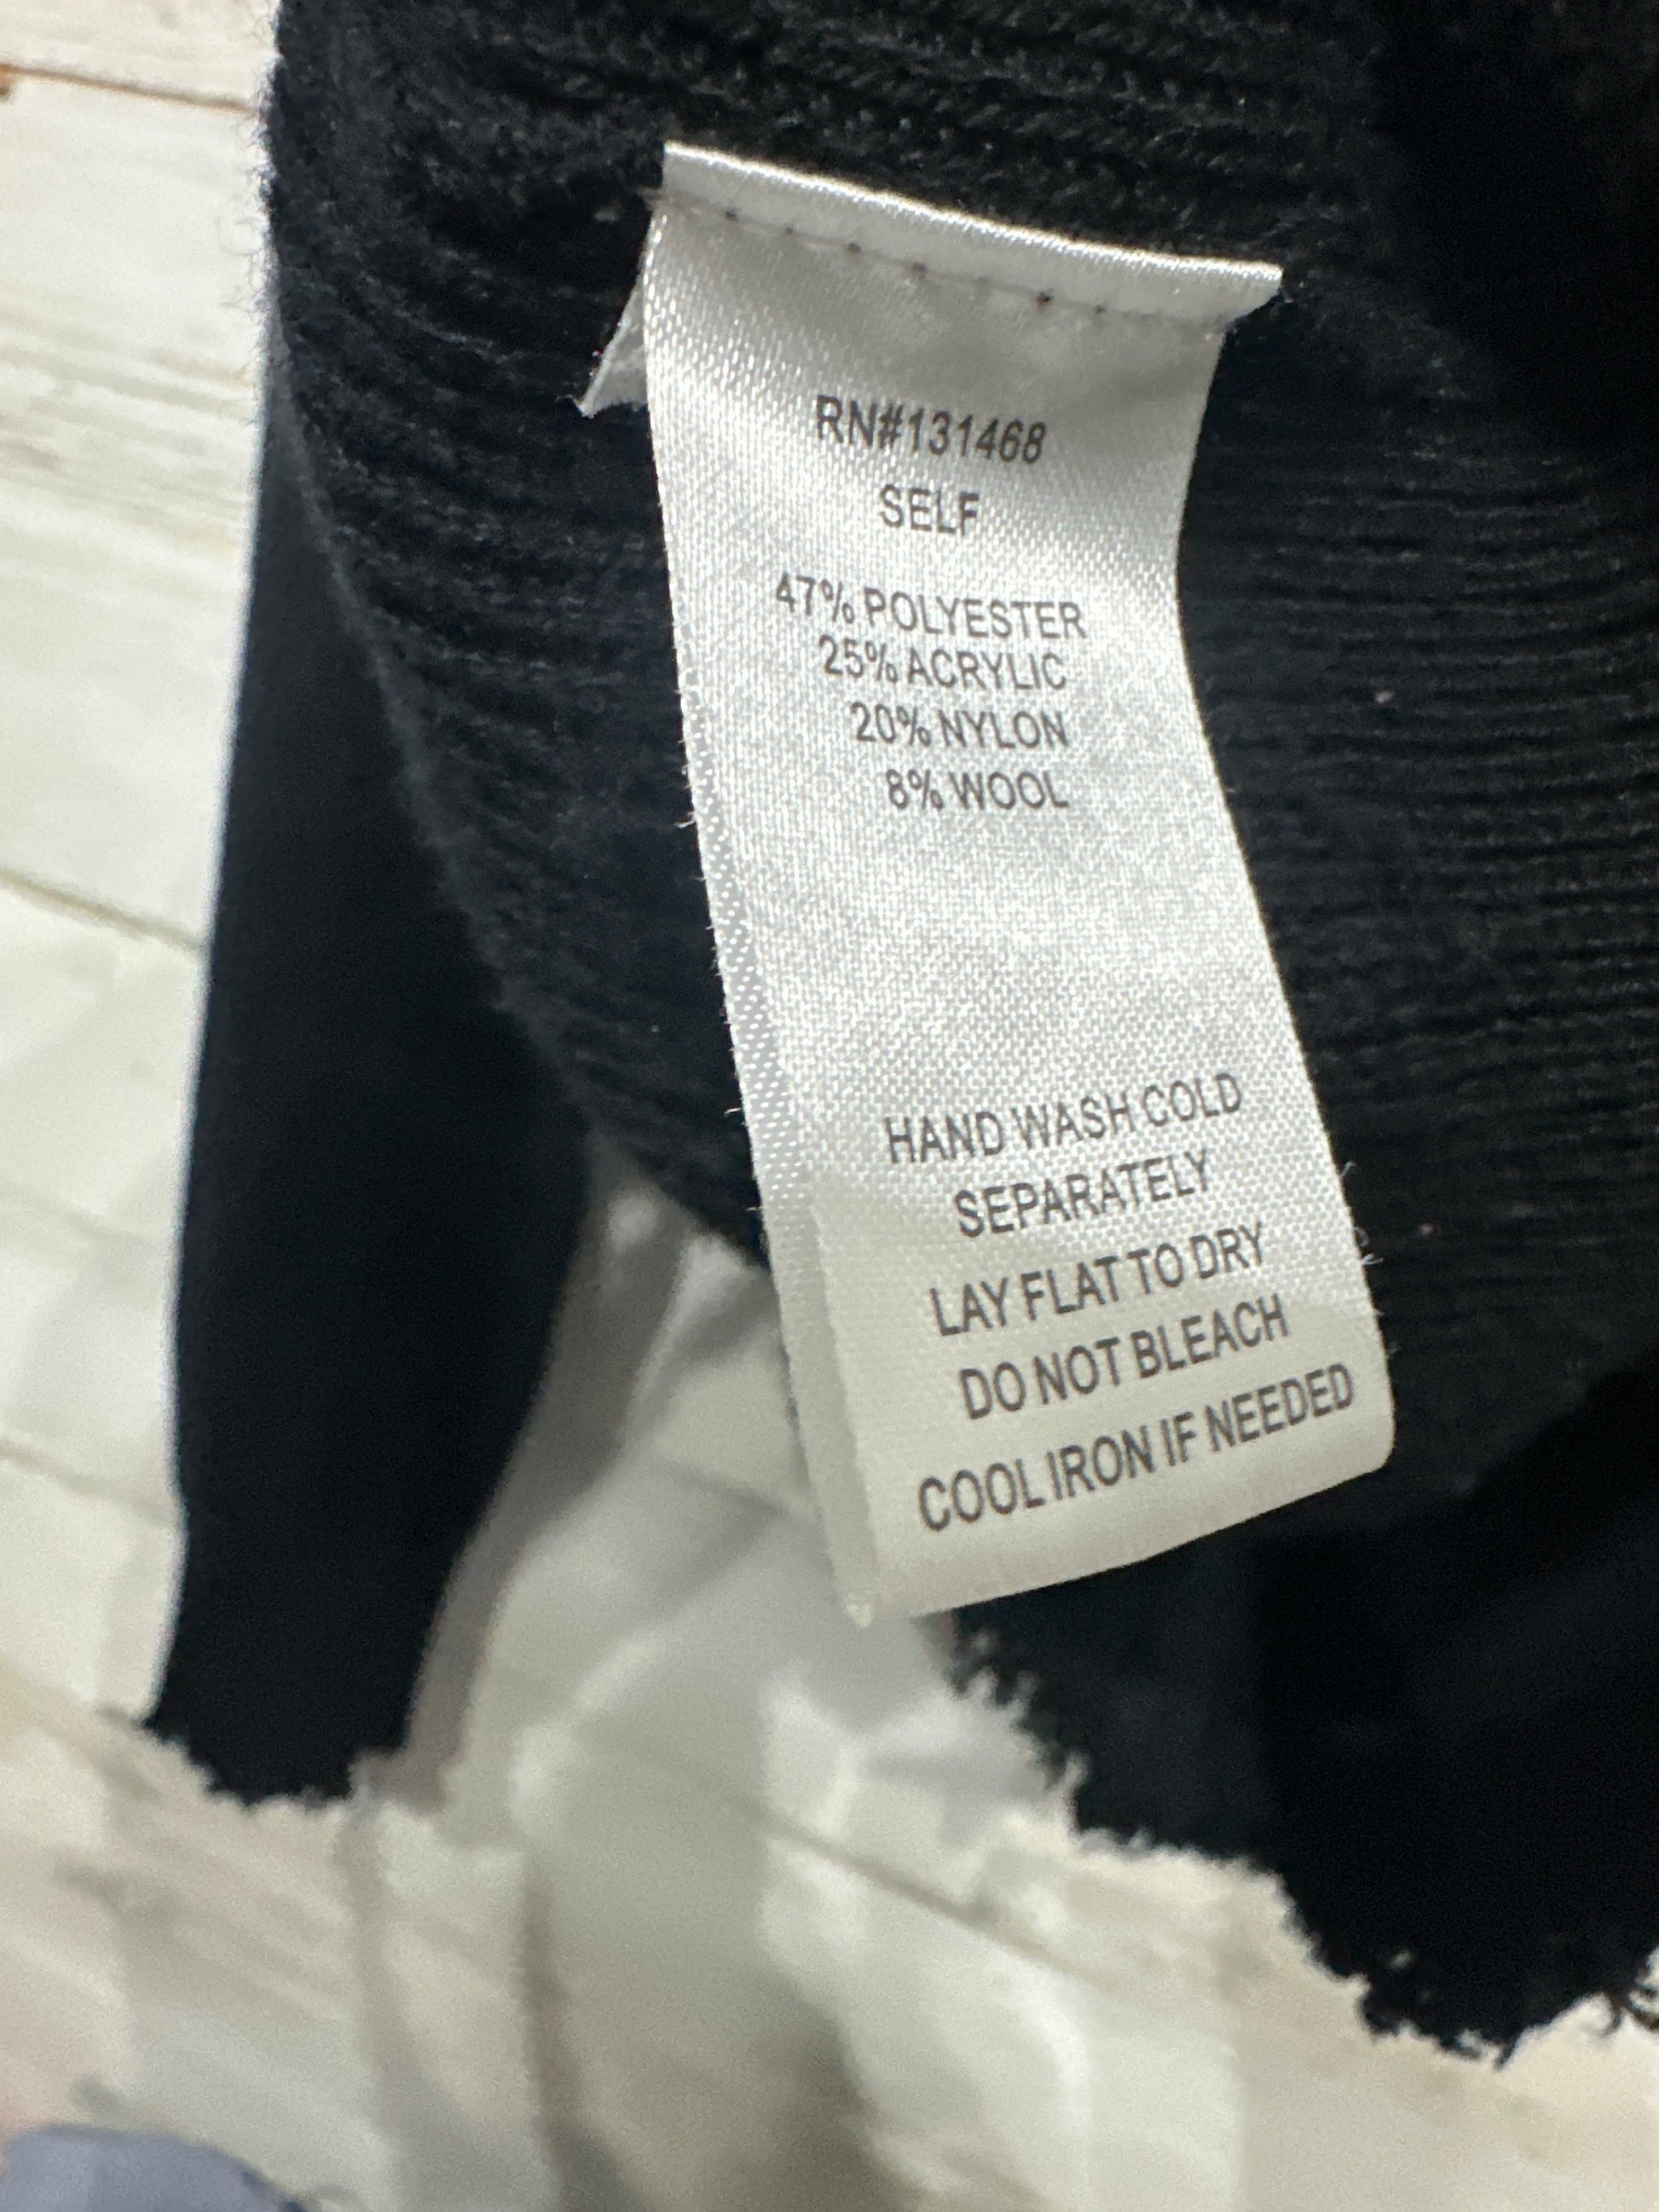 RN#131468
SELF
47% POLYESTER
25% ACRYLIC
20% NYLON
8% WOOL
HAND WASH COLD
SEPARATELY
LAY FLAT TO DRY
DO NOT BLEACH
COOL IRON IF NEEDED